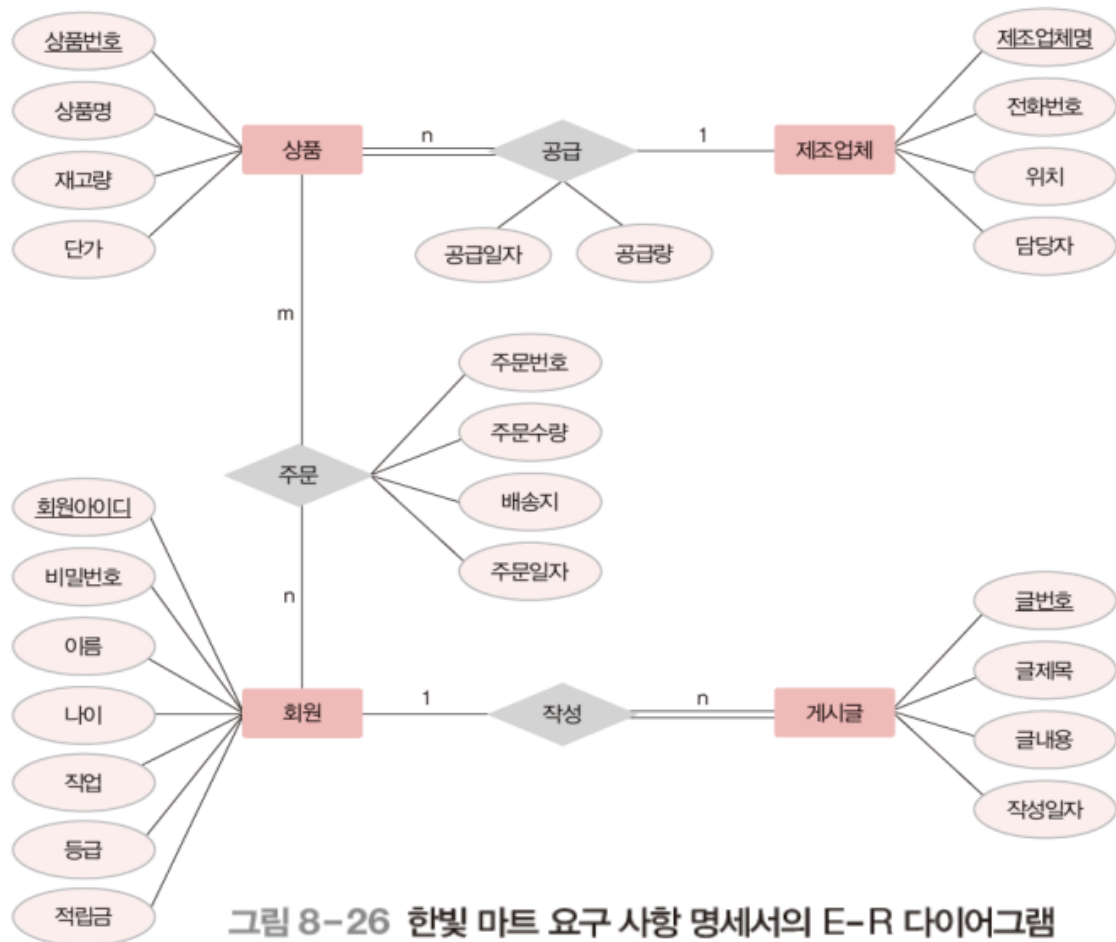 상품번호
상품명
재고량
단가
상품
n
공급
1
제조업체
제조업체명
전화번호
위치
담당자
공급일자
공급량
m
주문
주문번호
주문수량
배송지
주문일자
n
회원아이디
비밀번호
이름
나이
직업
등급
적립금
회원
1
작성
n
게시글
글번호
글제목
글내용
작성일자
그림 8-26 한빛 마트 요구 사항 명세서의 E-R 다이어그램